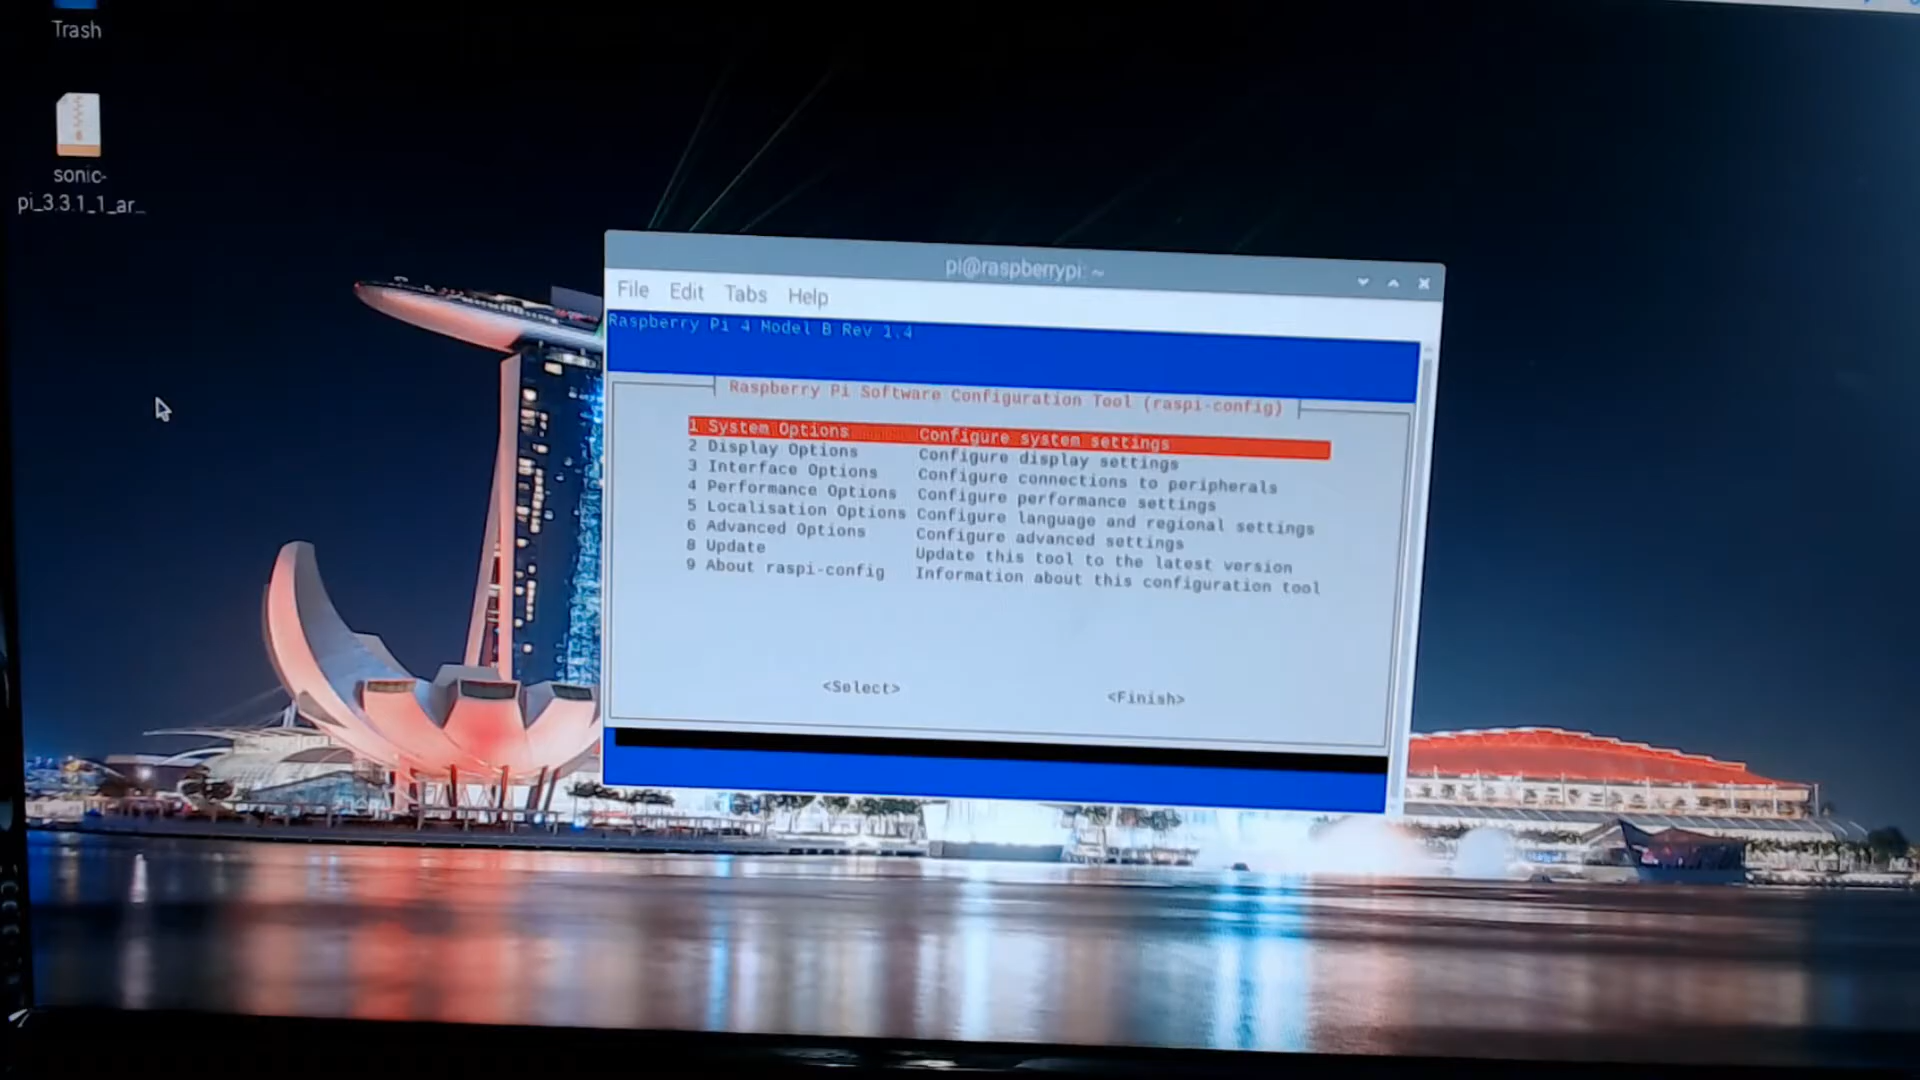 Trash
sonic-
pi_3.3.1_1_ar_
pi@raspberrypi: ~
File Edit Tabs Help
Raspberry Pi 4 Model B Rev 1.4
Raspberry Pi Software Configuration Tool (raspi-config)
1 System Options Configure system settings
2 Display Options Configure display settings
3 Interface Options Configure connections to peripherals
4 Performance Options Configure performance settings
5 Localisation Options Configure language and regional settings
6 Advanced Options Configure advanced settings
8 Update Update this tool to the latest version
9 About raspi-config Information about this configuration tool
<Select> <Finish>